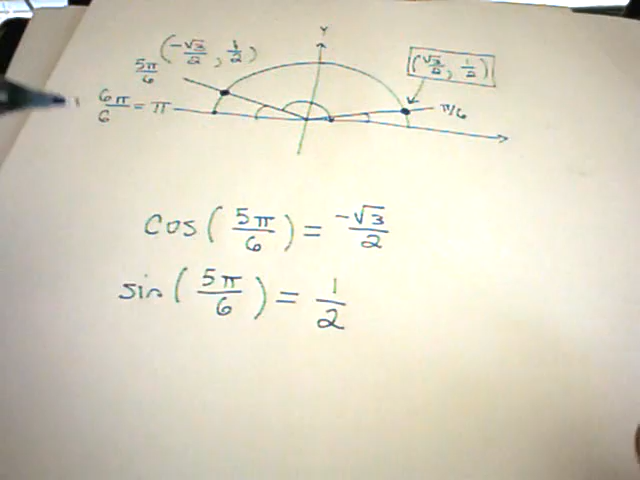 Y
5π/6 (-√3/2, 1/2)
(√3/2, 1/2)
6π/6 = π
π/6
cos(5π/6) = -√3/2
sin(5π/6) = 1/2